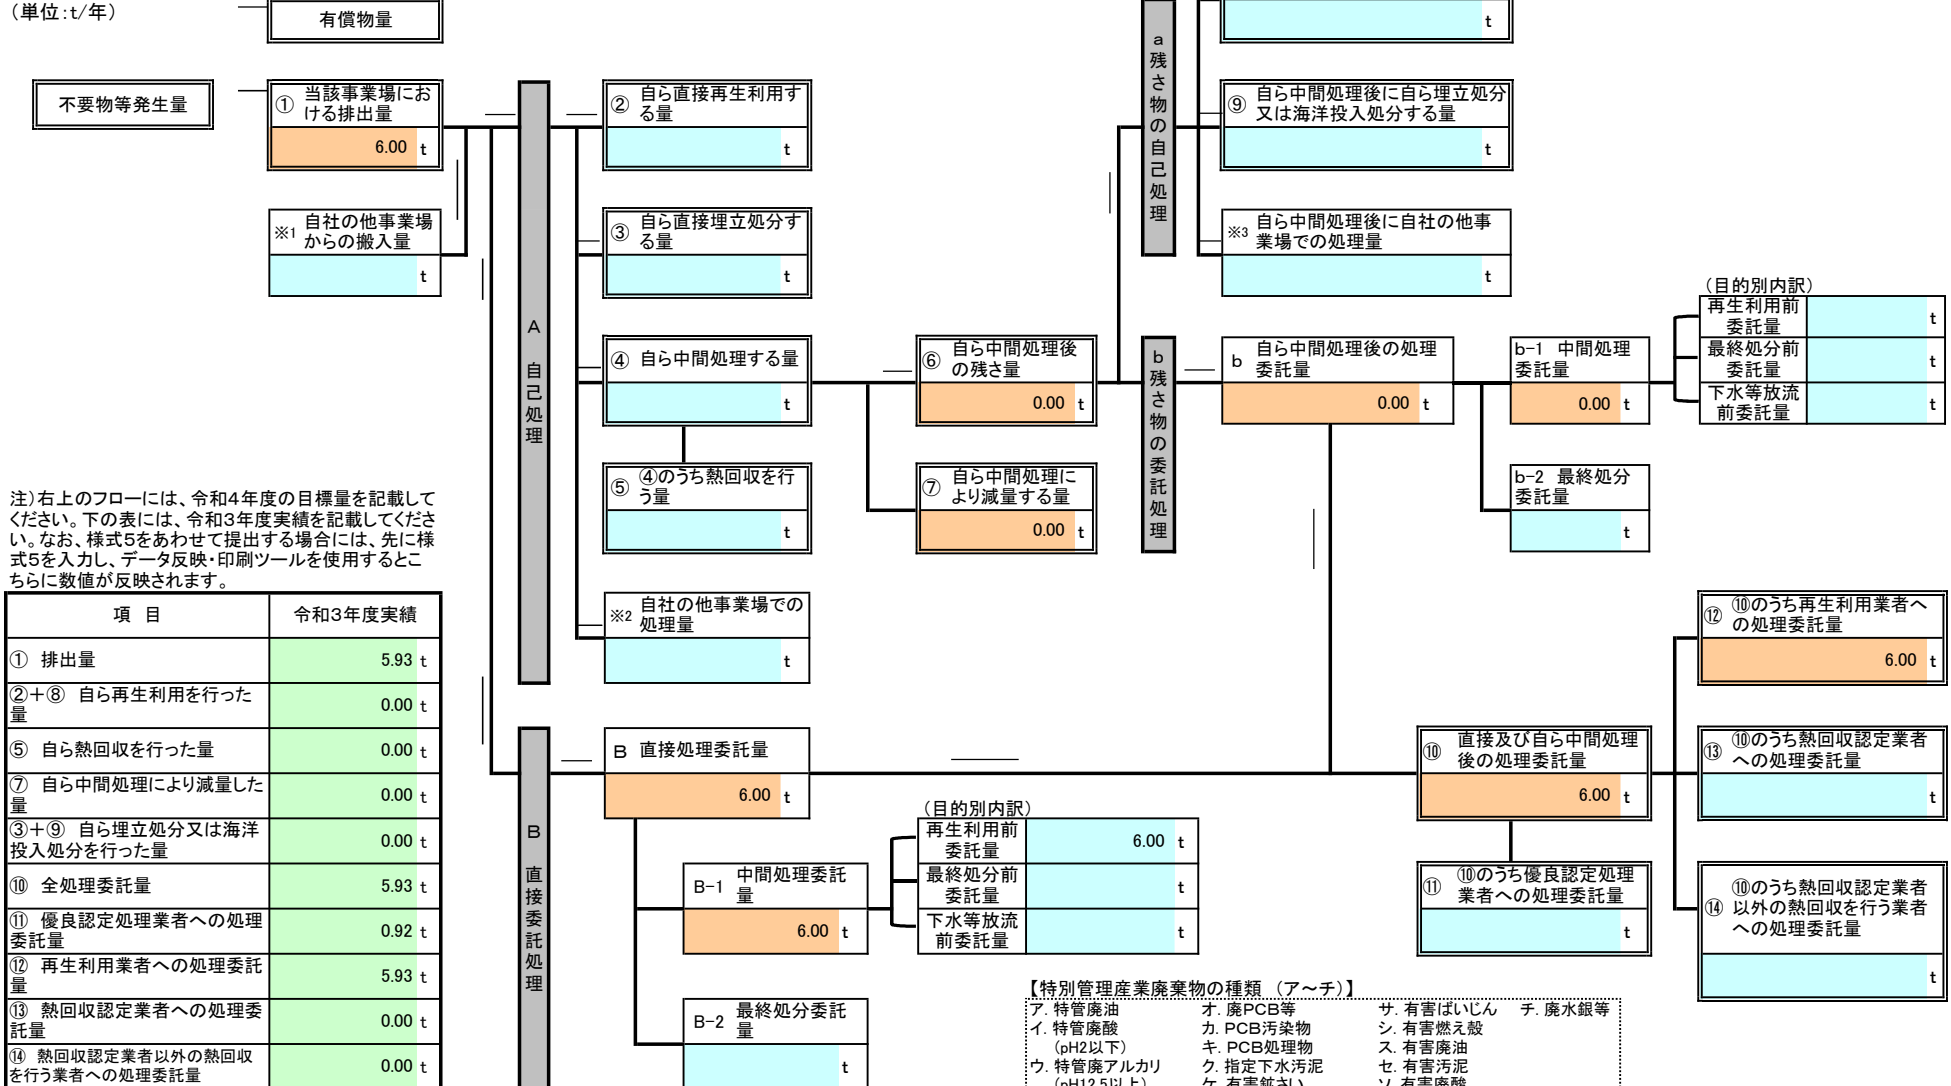 （単位:t/年）
有償物量
不要物等発生量
① 当該事業場にお
ける排出量
6.00 t
※1 自社の他事業場
からの搬入量
t
A 自己処理
② 自ら直接再生利用す
る量
t
③ 自ら直接埋立処分す
る量
t
④ 自ら中間処理する量
t
⑤ ④のうち熱回収を行
う量
t
※2 自社の他事業場での
処理量
t
⑥ 自ら中間処理後
の残さ量
0.00 t
⑦ 自ら中間処理に
より減量する量
0.00 t
a 残さ物の自己処理
t
⑨ 自ら中間処理後に自ら埋立処分
又は海洋投入処分する量
t
※3 自ら中間処理後に自社の他事
業場での処理量
t
b 残さ物の委託処理
b 自ら中間処理後の処理
委託量
0.00 t
b-1 中間処理
委託量
0.00 t
b-2 最終処分
委託量
t
（目的別内訳）
再生利用前
委託量
t
最終処分前
委託量
t
下水等放流
前委託量
t
注）右上のフローには、令和4年度の目標量を記載して
ください。下の表には、令和3年度実績を記載してくださ
い。なお、様式5をあわせて提出する場合には、先に様
式5を入力し、データ反映・印刷ツールを使用するとこ
ちらに数値が反映されます。
項 目 令和3年度実績
① 排出量 5.93 t
②＋⑧ 自ら再生利用を行った
量 0.00 t
⑤ 自ら熱回収を行った量 0.00 t
⑦ 自ら中間処理により減量した
量 0.00 t
③＋⑨ 自ら埋立処分又は海洋
投入処分を行った量 0.00 t
⑩ 全処理委託量 5.93 t
⑪ 優良認定処理業者への処理
委託量 0.92 t
⑫ 再生利用業者への処理委託
量 5.93 t
⑬ 熱回収認定業者への処理委
託量 0.00 t
⑭ 熱回収認定業者以外の熱回収
を行う業者への処理委託量 0.00 t
B 直接委託処理
B 直接処理委託量
6.00 t
B-1 中間処理委託
量
6.00 t
B-2 最終処分委託
量
t
（目的別内訳）
再生利用前
委託量
6.00 t
最終処分前
委託量
t
下水等放流
前委託量
t
⑩ 直接及び自ら中間処理
後の処理委託量
6.00 t
⑪ ⑩のうち優良認定処理
業者への処理委託量
t
⑫ ⑩のうち再生利用業者へ
の処理委託量
6.00 t
⑬ ⑩のうち熱回収認定業者
への処理委託量
t
⑭ ⑩のうち熱回収認定業者
以外の熱回収を行う業者
への処理委託量
t
【特別管理産業廃棄物の種類 （ア～チ）】
ア. 特管廃油 オ. 廃PCB等 サ. 有害ばいじん チ. 廃水銀等
イ. 特管廃酸 カ. PCB汚染物 シ. 有害燃え殻
（pH2以下） キ. PCB処理物 ス. 有害廃油
ウ. 特管廃アルカリ ク. 指定下水汚泥 セ. 有害汚泥
（pH12.5以上） ケ. 有害鉱さい ソ. 有害廃酸